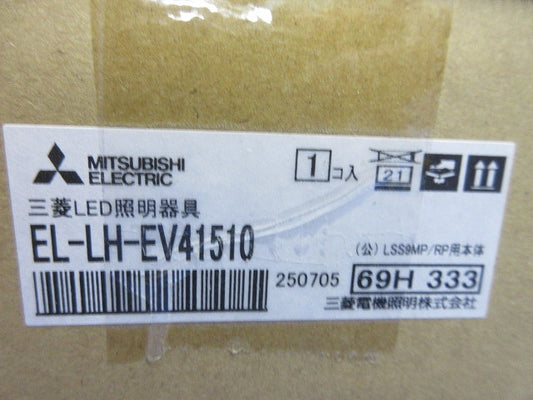 MITSUBISHI
ELECTRIC
1コ入
21
三菱LED照明器具
EL-LH-EV41510
(公) LSS9MP/RP用本体
250705
69H 333
三菱電機照明株式会社